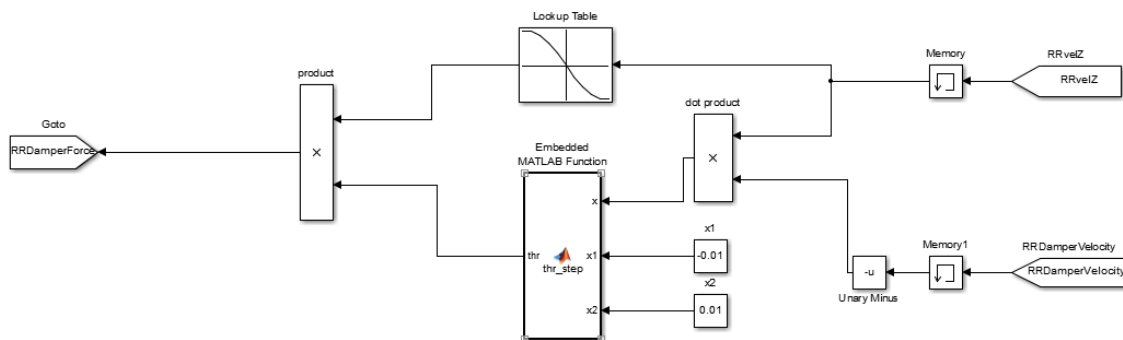 Lookup Table
Memory
RRvelZ
RRvelZ
product
dot product
Goto
RRDamperForce
×
×
Embedded
MATLAB Function
x
x1
-0.01
thr
x1
thr_step
x2
0.01
x2
Memory1
RRDamperVelocity
RRDamperVelocity
-u
Unary Minus